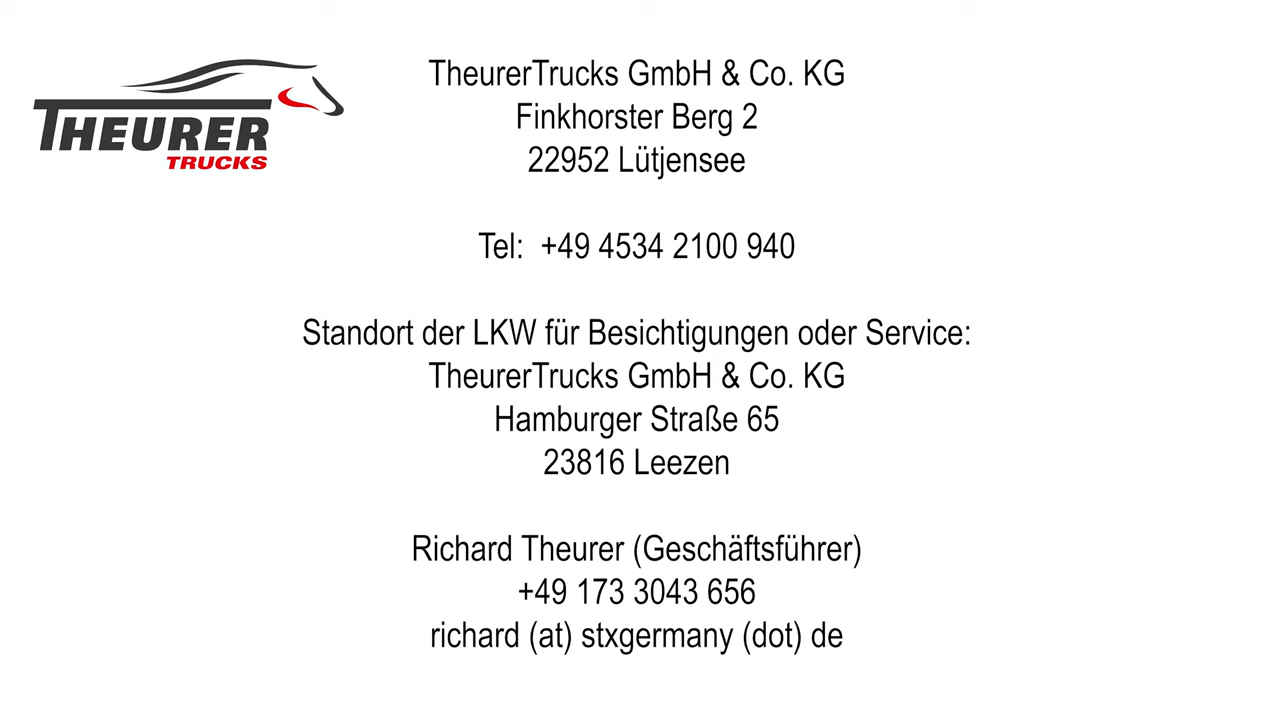 THEURER
TRUCKS
TheurerTrucks GmbH & Co. KG
Finkhorster Berg 2
22952 Lütjensee
Tel: +49 4534 2100 940
Standort der LKW für Besichtigungen oder Service:
TheurerTrucks GmbH & Co. KG
Hamburger Straße 65
23816 Leezen
Richard Theurer (Geschäftsführer)
+49 173 3043 656
richard (at) stxgermany (dot) de